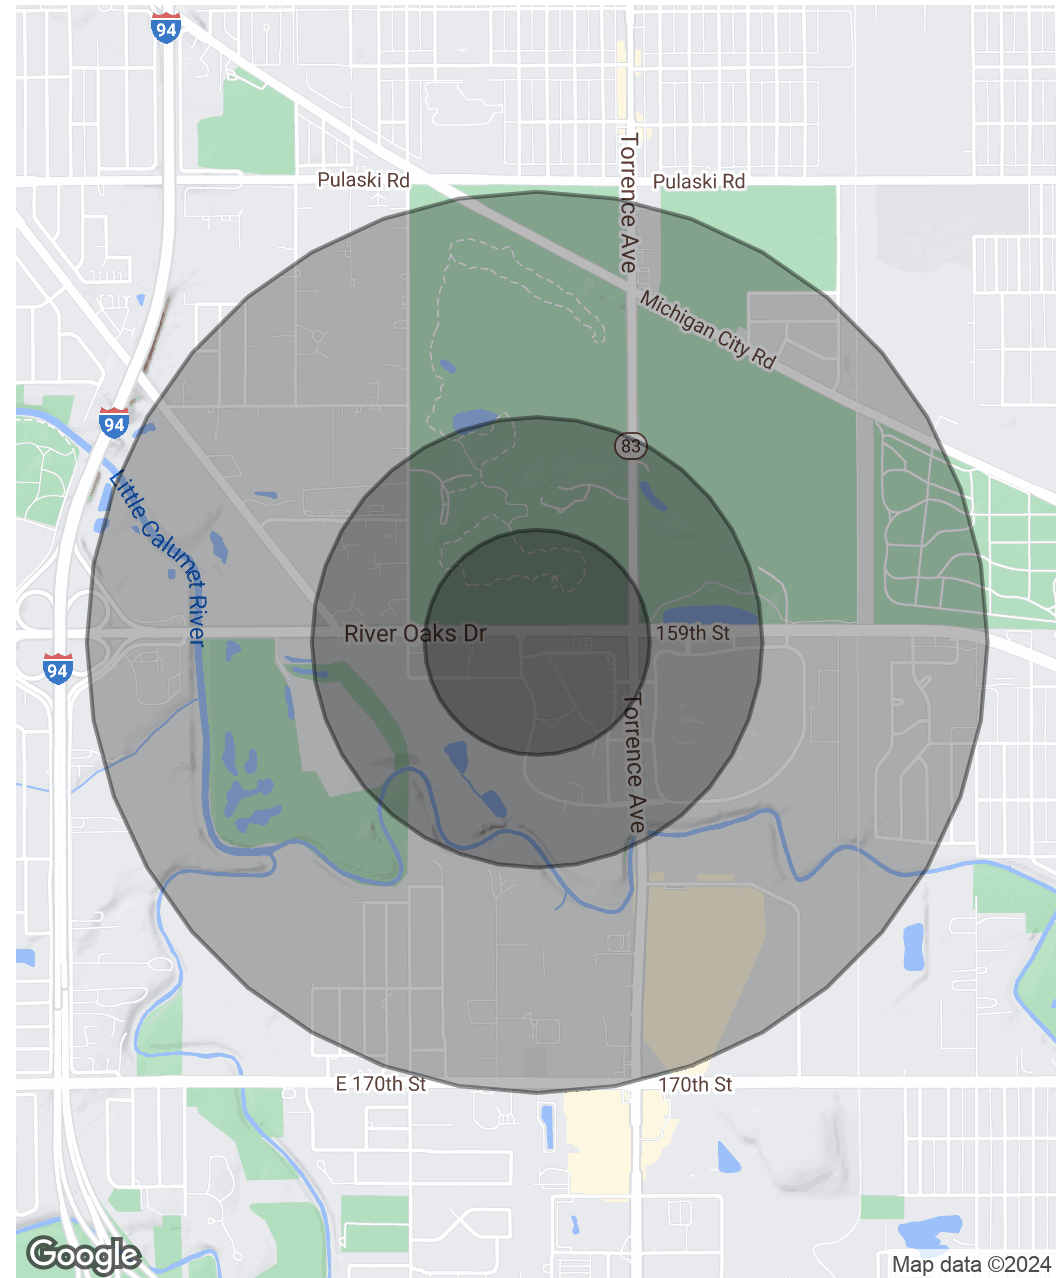 94
Pulaski Rd
Torrence Ave
Pulaski Rd
Michigan City Rd
94
83
Little Calumet River
River Oaks Dr
159th St
94
Torrence Ave
E 170th St
170th St
Google
Map data ©2024